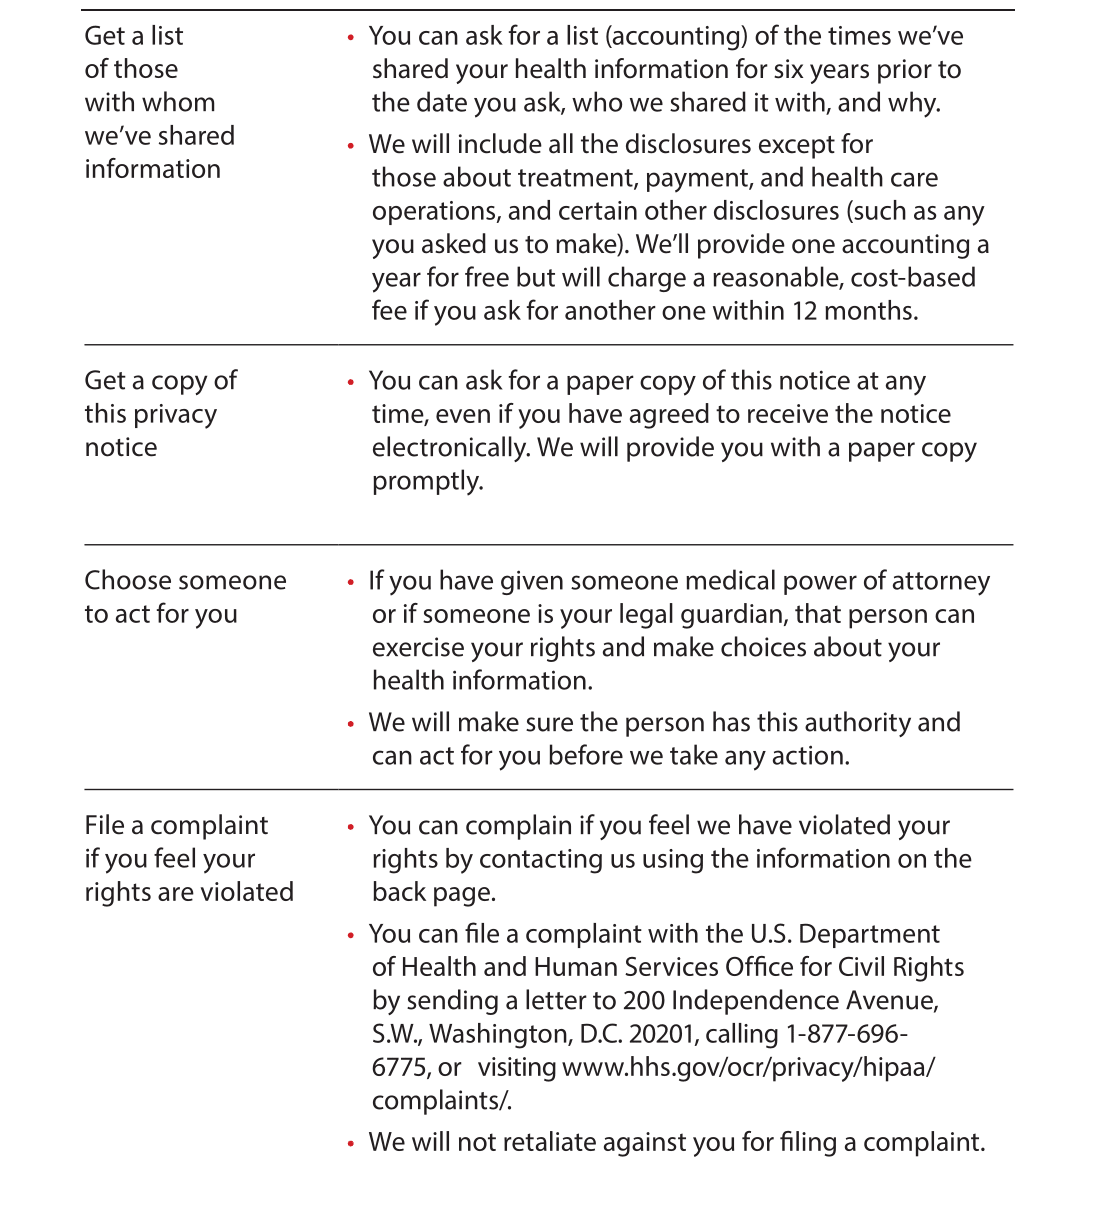 Get a list
of those
with whom
we've shared
information
• You can ask for a list (accounting) of the times we've
shared your health information for six years prior to
the date you ask, who we shared it with, and why.
• We will include all the disclosures except for
those about treatment, payment, and health care
operations, and certain other disclosures (such as any
you asked us to make). We'll provide one accounting a
year for free but will charge a reasonable, cost-based
fee if you ask for another one within 12 months.
Get a copy of
this privacy
notice
• You can ask for a paper copy of this notice at any
time, even if you have agreed to receive the notice
electronically. We will provide you with a paper copy
promptly.
Choose someone
to act for you
• If you have given someone medical power of attorney
or if someone is your legal guardian, that person can
exercise your rights and make choices about your
health information.
• We will make sure the person has this authority and
can act for you before we take any action.
File a complaint
if you feel your
rights are violated
• You can complain if you feel we have violated your
rights by contacting us using the information on the
back page.
• You can file a complaint with the U.S. Department
of Health and Human Services Office for Civil Rights
by sending a letter to 200 Independence Avenue,
S.W., Washington, D.C. 20201, calling 1-877-696-
6775, or visiting www.hhs.gov/ocr/privacy/hipaa/
complaints/.
• We will not retaliate against you for filing a complaint.